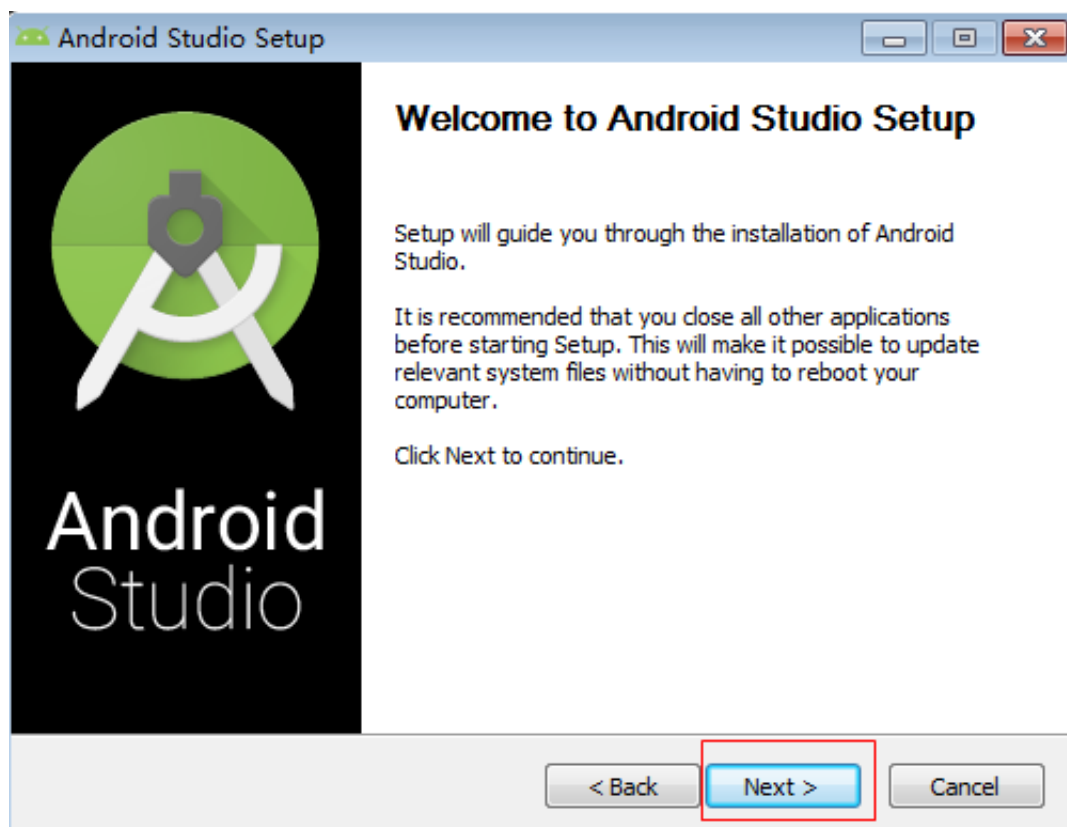 Android Studio Setup
Welcome to Android Studio Setup
Setup will guide you through the installation of Android
Studio.
It is recommended that you close all other applications
before starting Setup. This will make it possible to update
relevant system files without having to reboot your
computer.
Click Next to continue.
Android
Studio
< Back
Next >
Cancel